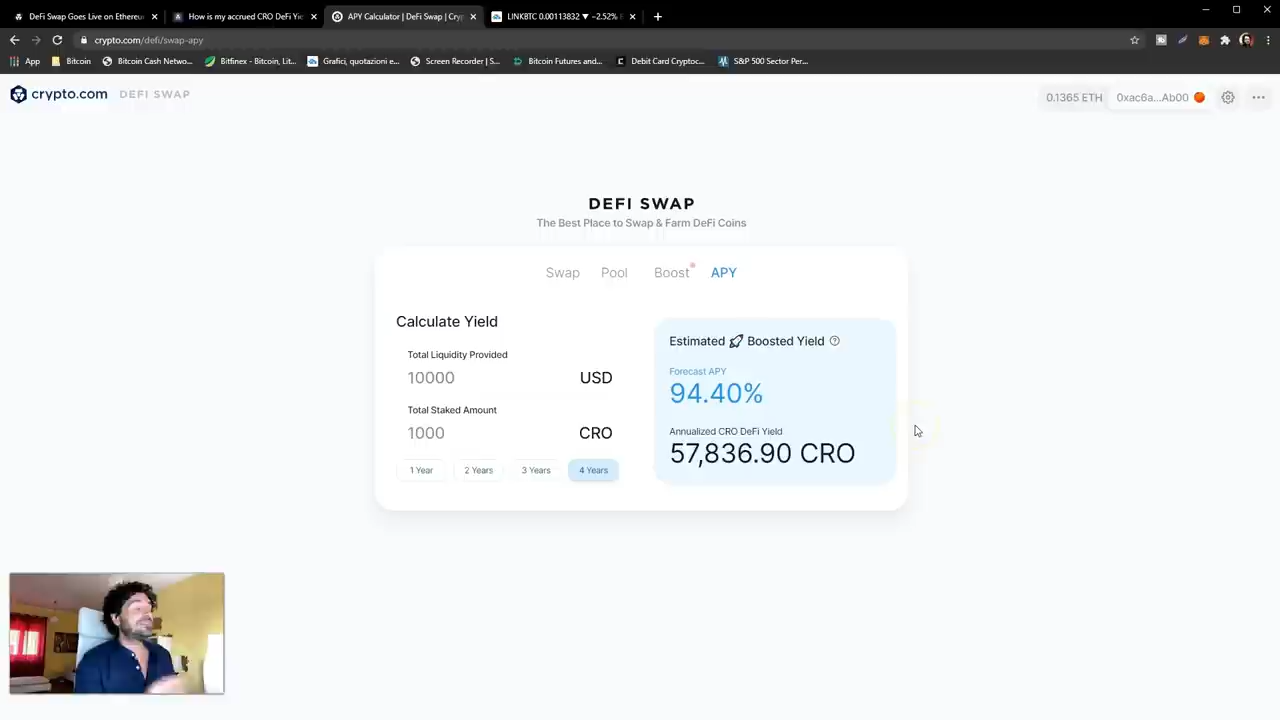 DeFi Swap Goes Live on Ethereu
How is my accrued CRO DeFi Yie
APY Calculator | DeFi Swap | Cryp
LINKBTC 0.00113832 ▼ −2.52% E
crypto.com/defi/swap-apy
App
Bitcoin
Bitcoin Cash Netwo...
Bitfinex - Bitcoin, Lit...
Grafici, quotazioni e...
Screen Recorder | S...
Bitcoin Futures and...
Debit Card Cryptoc...
S&P 500 Sector Per...
crypto.com DEFI SWAP
0.1365 ETH
0xac6a...Ab00
DEFI SWAP
The Best Place to Swap & Farm DeFi Coins
Swap Pool Boost APY
Calculate Yield
Total Liquidity Provided
10000 USD
Total Staked Amount
1000 CRO
1 Year 2 Years 3 Years 4 Years
Estimated Boosted Yield
Forecast APY
94.40%
Annualized CRO DeFi Yield
57,836.90 CRO